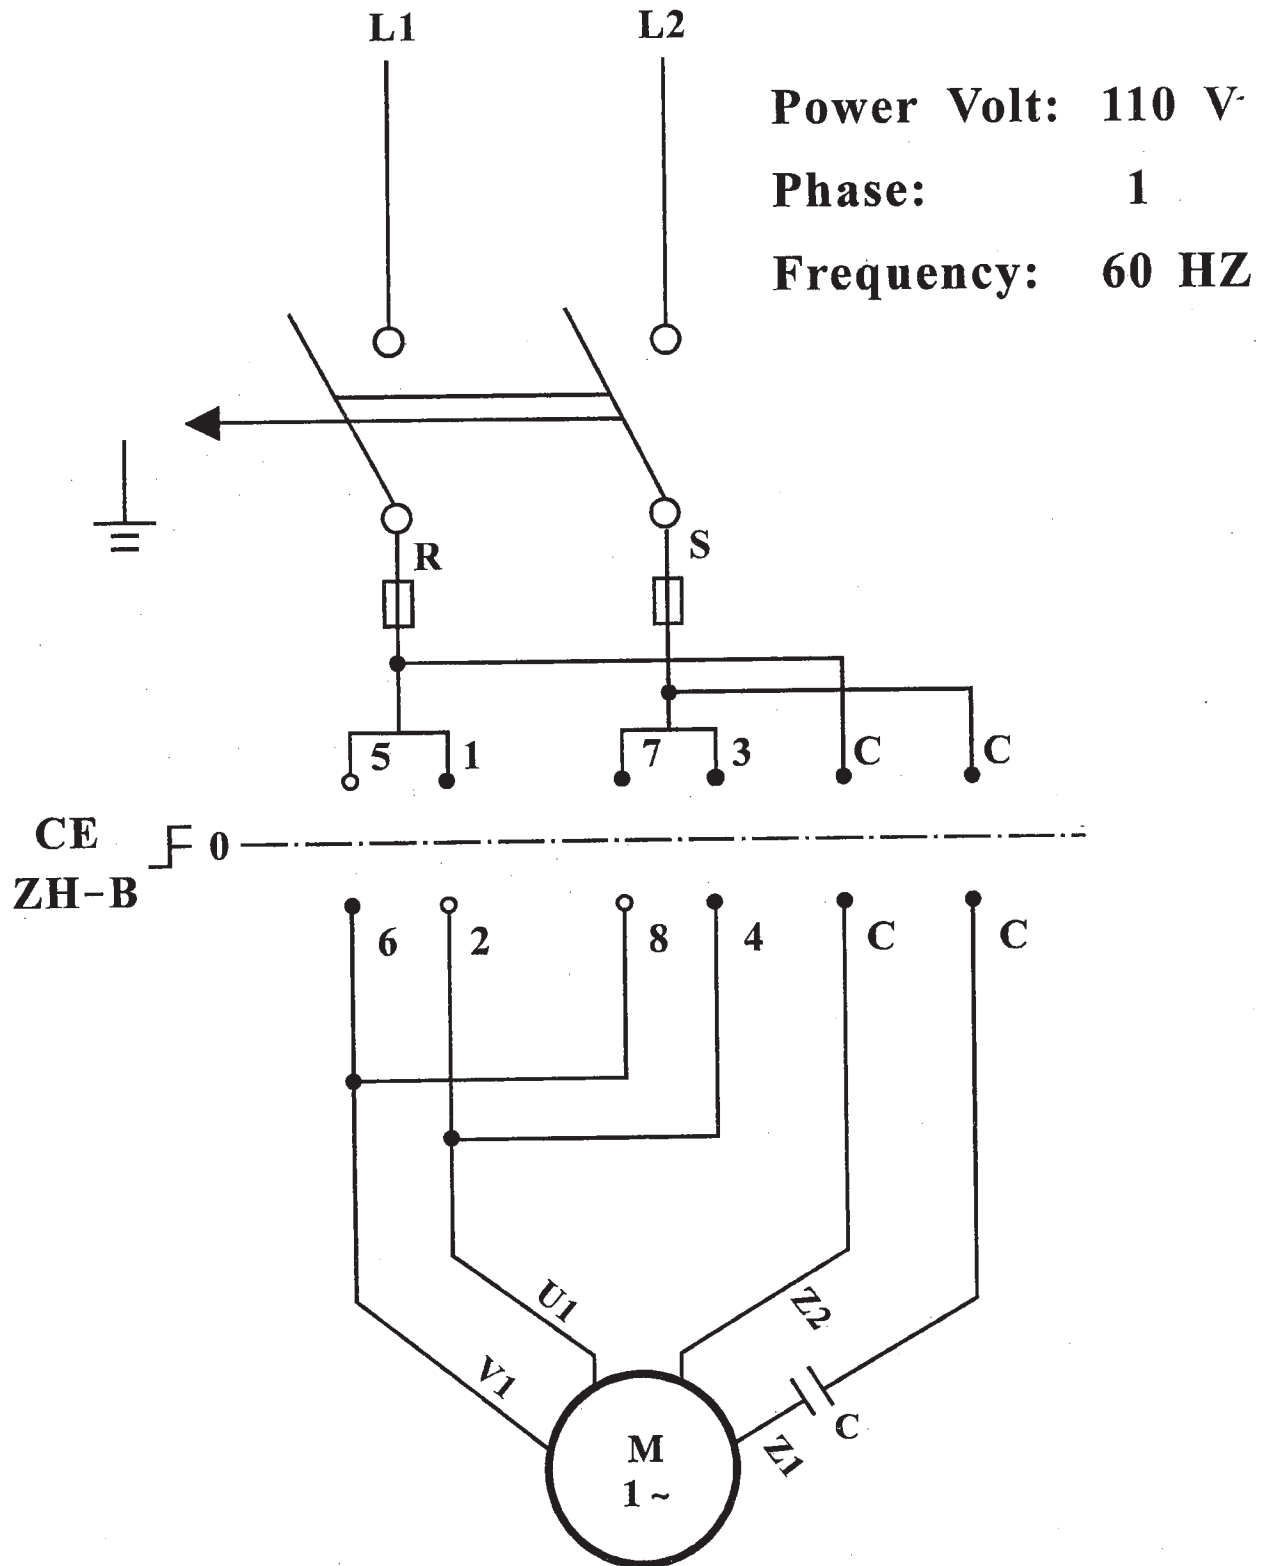 L1 L2
Power Volt: 110 V
Phase: 1
Frequency: 60 HZ
R S
5 1 7 3 C C
CE
0
ZH-B
6 2 8 4 C C
U1 Z2
V1 C
Z1
M
1~